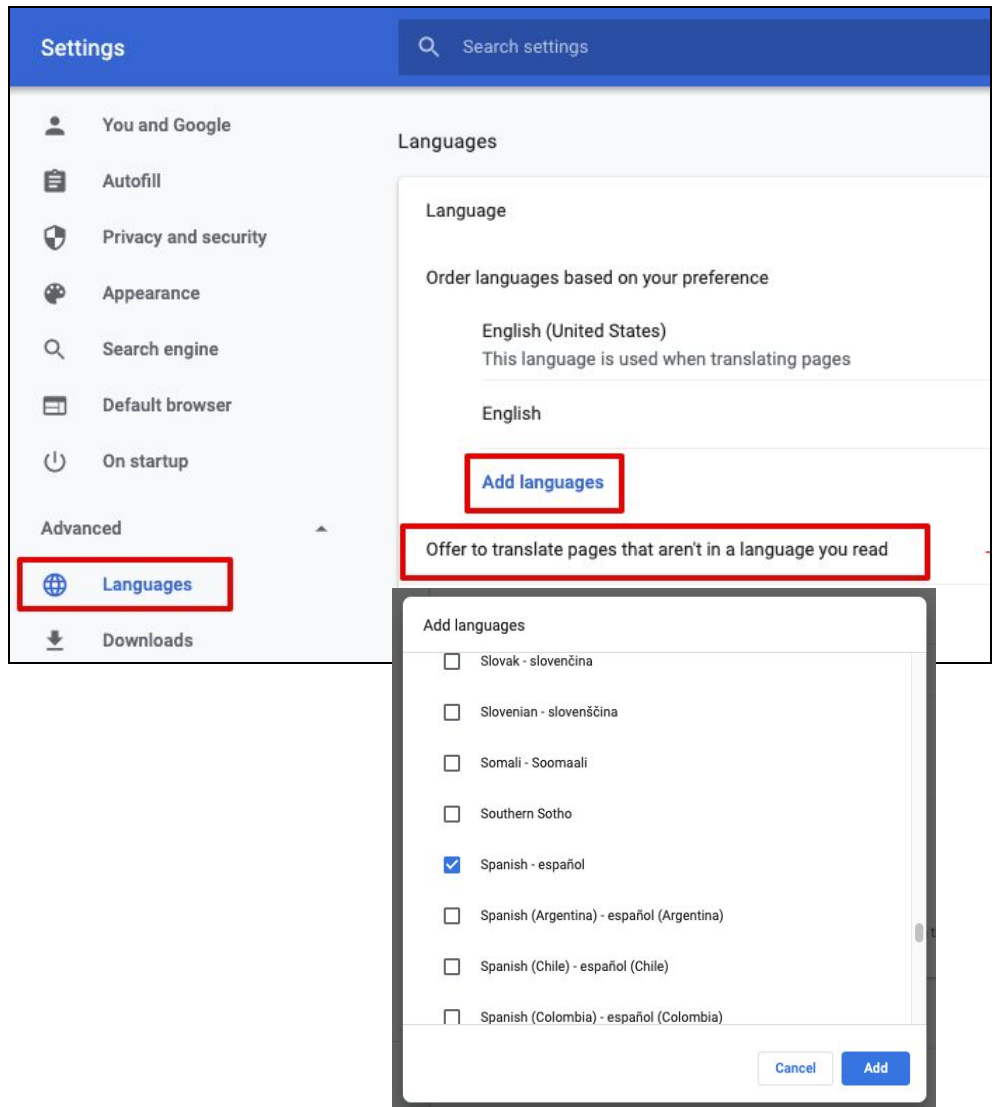 Settings
Search settings
You and Google
Autofill
Privacy and security
Appearance
Search engine
Default browser
On startup
Advanced
Languages
Downloads
Languages
Language
Order languages based on your preference
English (United States)
This language is used when translating pages
English
Add languages
Offer to translate pages that aren't in a language you read
Add languages
Slovak - slovenčina
Slovenian - slovenščina
Somali - Soomaali
Southern Sotho
Spanish - español
Spanish (Argentina) - español (Argentina)
Spanish (Chile) - español (Chile)
Spanish (Colombia) - español (Colombia)
Cancel
Add